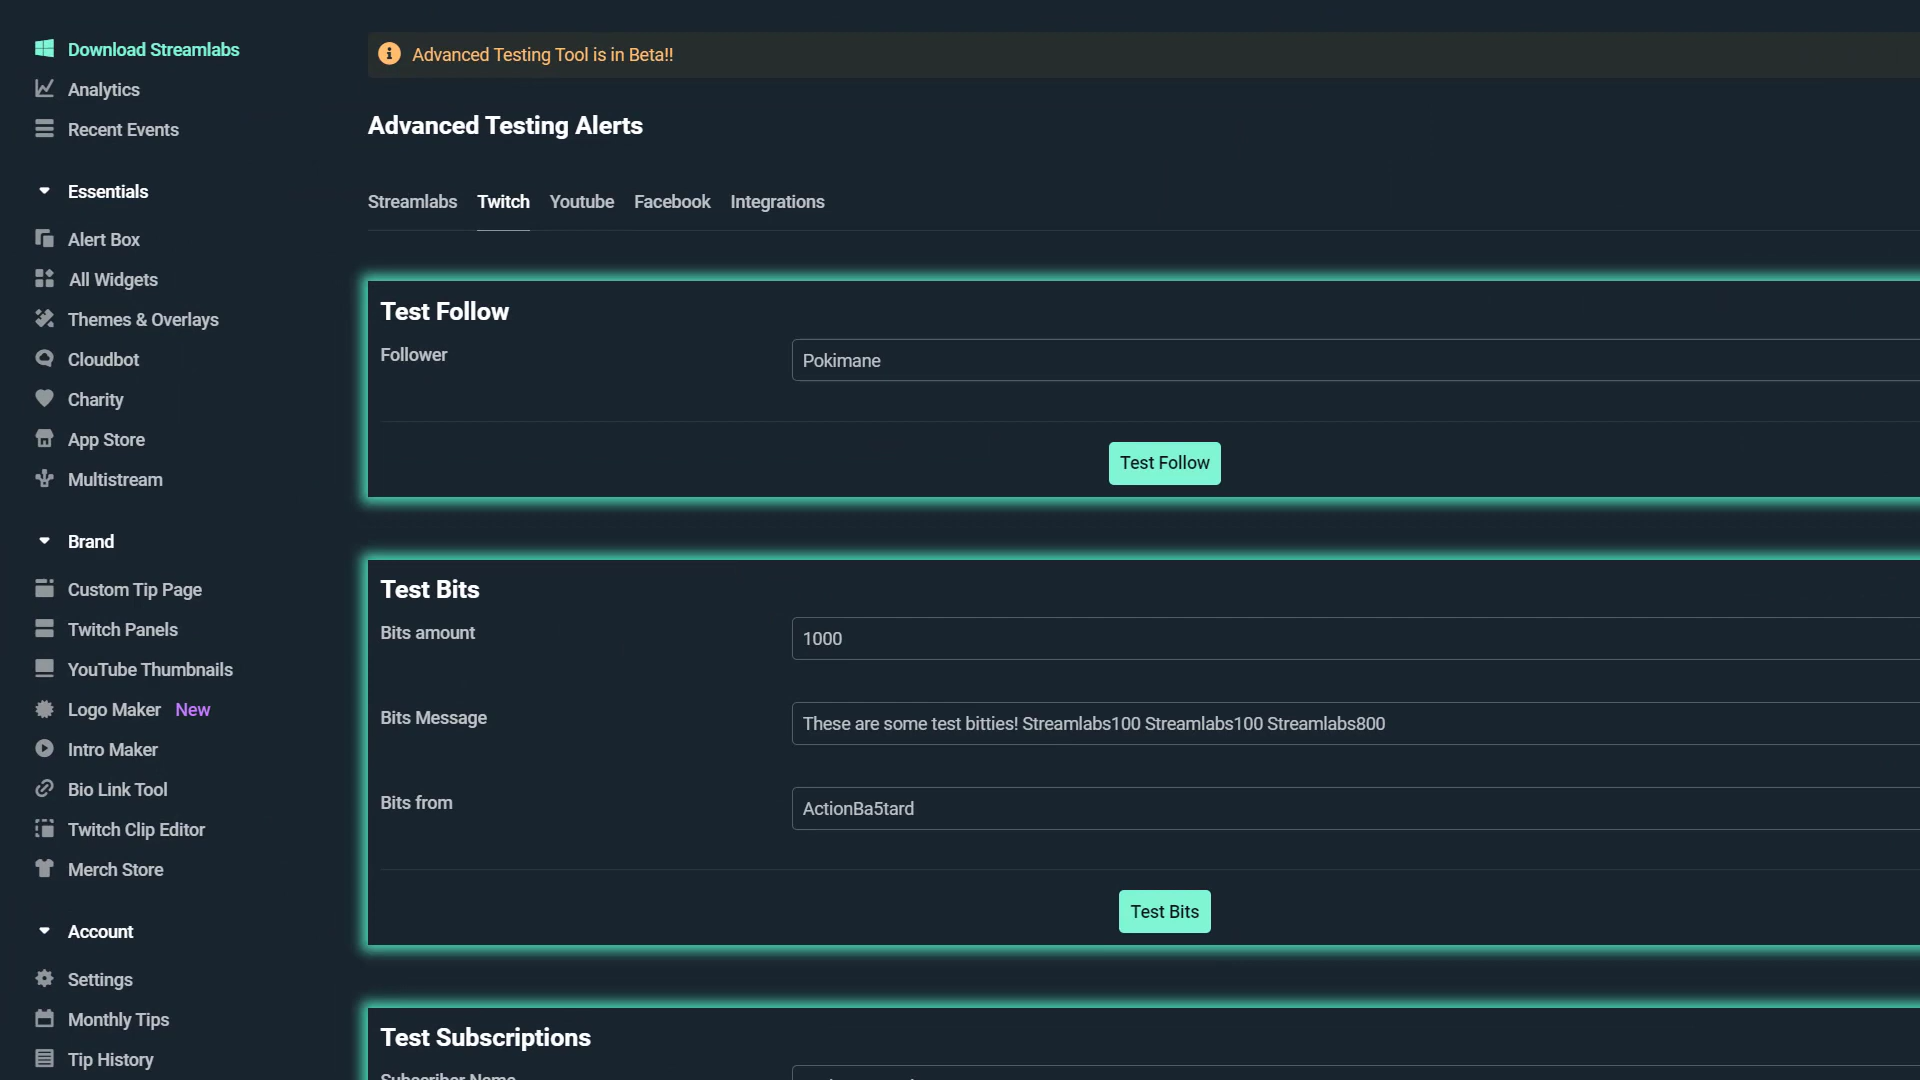 Download Streamlabs
Analytics
Recent Events
Essentials
Alert Box
All Widgets
Themes & Overlays
Cloudbot
Charity
App Store
Multistream
Brand
Custom Tip Page
Twitch Panels
YouTube Thumbnails
Logo Maker New
Intro Maker
Bio Link Tool
Twitch Clip Editor
Merch Store
Account
Settings
Monthly Tips
Tip History
Advanced Testing Tool is in Beta!!
Advanced Testing Alerts
Streamlabs Twitch Youtube Facebook Integrations
Test Follow
Follower
Pokimane
Test Follow
Test Bits
Bits amount
1000
Bits Message
These are some test bitties! Streamlabs100 Streamlabs100 Streamlabs800
Bits from
ActionBa5tard
Test Bits
Test Subscriptions
Subscriber Name